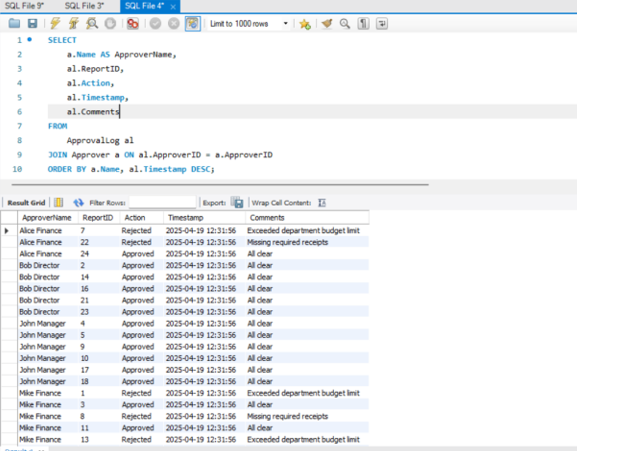 SQL File 9* SQL File 3* SQL File 4*
Limit to 1000 rows
1 SELECT
2 a.Name AS ApproverName,
3 al.ReportID,
4 al.Action,
5 al.Timestamp,
6 al.Comments
7 FROM
8 ApprovalLog al
9 JOIN Approver a ON al.ApproverID = a.ApproverID
10 ORDER BY a.Name, al.Timestamp DESC;
Result Grid Filter Rows: Export: Wrap Cell Content:
ApproverName ReportID Action Timestamp Comments
Alice Finance 7 Rejected 2025-04-19 12:31:56 Exceeded department budget limit
Alice Finance 22 Rejected 2025-04-19 12:31:56 Missing required receipts
Alice Finance 24 Approved 2025-04-19 12:31:56 All clear
Bob Director 2 Approved 2025-04-19 12:31:56 All clear
Bob Director 14 Approved 2025-04-19 12:31:56 All clear
Bob Director 16 Approved 2025-04-19 12:31:56 All clear
Bob Director 21 Approved 2025-04-19 12:31:56 All clear
Bob Director 23 Approved 2025-04-19 12:31:56 All clear
John Manager 4 Approved 2025-04-19 12:31:56 All clear
John Manager 5 Approved 2025-04-19 12:31:56 All clear
John Manager 9 Approved 2025-04-19 12:31:56 All clear
John Manager 10 Approved 2025-04-19 12:31:56 All clear
John Manager 17 Approved 2025-04-19 12:31:56 All clear
John Manager 18 Approved 2025-04-19 12:31:56 All clear
Mike Finance 1 Rejected 2025-04-19 12:31:56 Exceeded department budget limit
Mike Finance 3 Approved 2025-04-19 12:31:56 All clear
Mike Finance 8 Rejected 2025-04-19 12:31:56 Missing required receipts
Mike Finance 11 Approved 2025-04-19 12:31:56 All clear
Mike Finance 13 Rejected 2025-04-19 12:31:56 Exceeded department budget limit